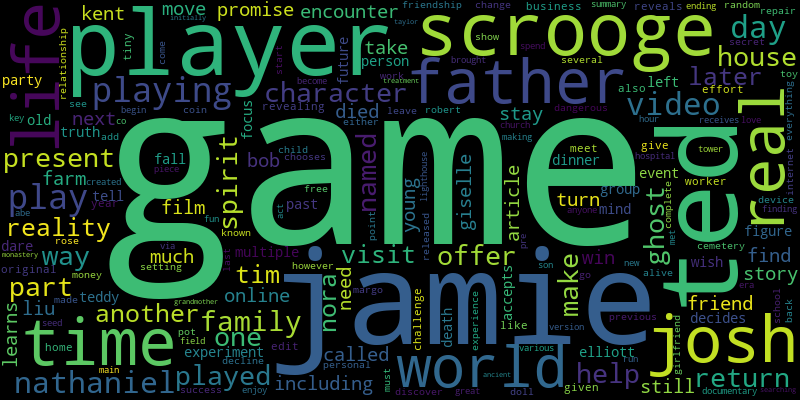 kent move promise encounter friendship change business random summary ending
player scrooge day
life party relationship tiny take person future start come show become work treatment reveals secret several initially taylor brought spend also left effort repair toy
see next old truth add playing character father video later house
key co revealing focus died either leave robert stay dangerous church making give hospital tower everything internet receives love hour
present fall bob spirit named young lighthouse meet dinner group event worker
play farm tell created piece child chooses game giselle article turn mind ted real
dare year abe film act free past point released pre anyone complete device finding
reality rose fun known via visit offer ghost figure cemetery met
way much setting last multiple tim nora however son go new win find alive era school
monastery original money made teddy online need margo personal like accepts make wish story back
part another grandmother jamie friend
learns liu seed pot family challenge death experience version previous decides girlfriend
time home field one edit called world various run elliott josh
experiment decline including must ancient help still documentary searching
nathaniel main success played enjoy discover great doll given return